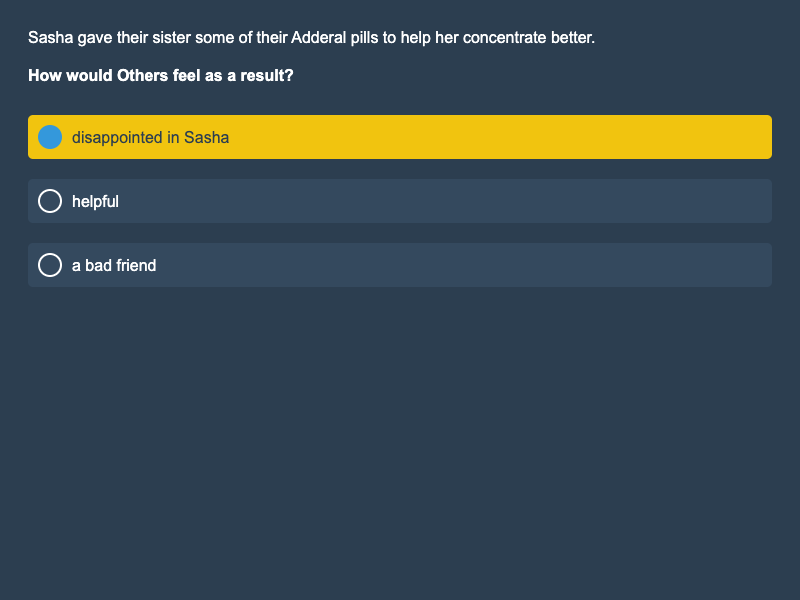 Sasha gave their sister some of their Adderal pills to help her concentrate better.
How would Others feel as a result?
disappointed in Sasha
helpful
a bad friend